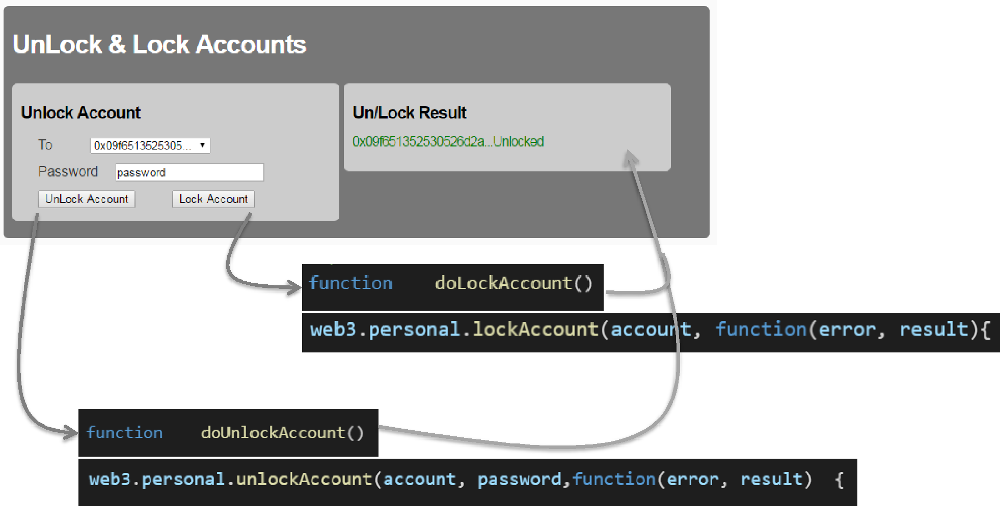 UnLock & Lock Accounts
Unlock Account
To 0x09f6513525305...
Password password
UnLock Account Lock Account
Un/Lock Result
0x09f651352530526d2a...Unlocked
function doLockAccount()
web3.personal.lockAccount(account, function(error, result){
function doUnlockAccount()
web3.personal.unlockAccount(account, password,function(error, result) {